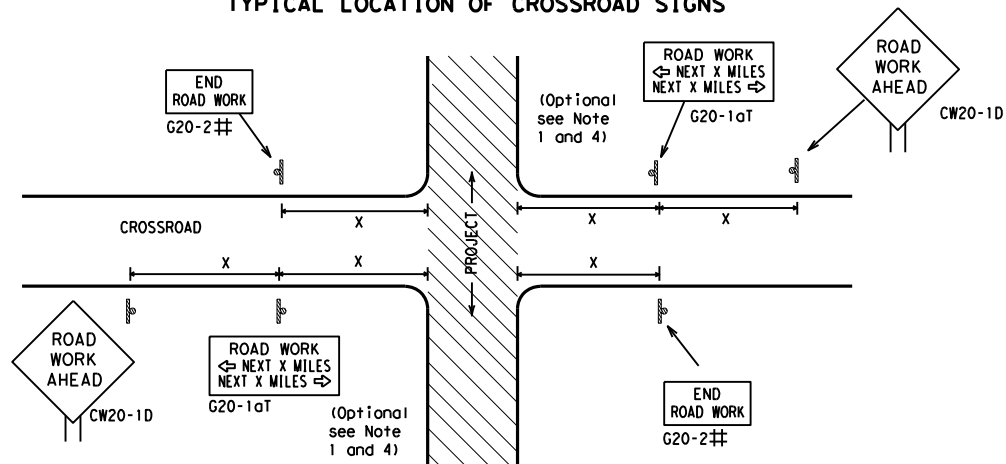 TYPICAL LOCATION OF CROSSROAD SIGNS
END
ROAD WORK
G20-2⌗
(Optional
see Note
1 and 4)
ROAD WORK
⇦ NEXT X MILES
NEXT X MILES ⇨
G20-1aT
ROAD
WORK
AHEAD
CW20-1D
X
X
X
CROSSROAD
PROJECT
X
X
X
ROAD
WORK
AHEAD
CW20-1D
ROAD WORK
⇦ NEXT X MILES
NEXT X MILES ⇨
G20-1aT
(Optional
see Note
1 and 4)
END
ROAD WORK
G20-2⌗